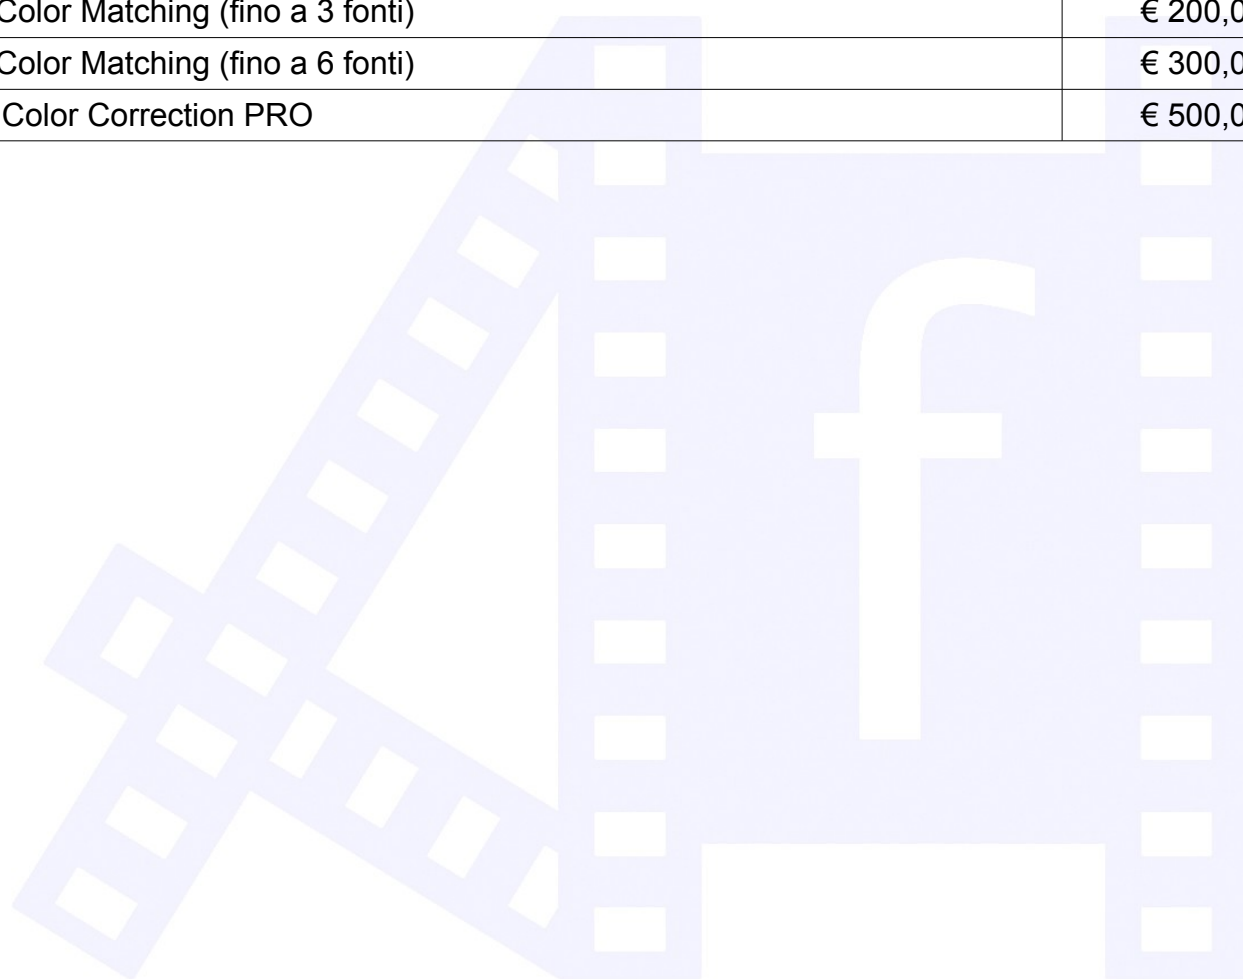 Color Matching (fino a 3 fonti) € 200,0
Color Matching (fino a 6 fonti) € 300,0
Color Correction PRO € 500,0
f